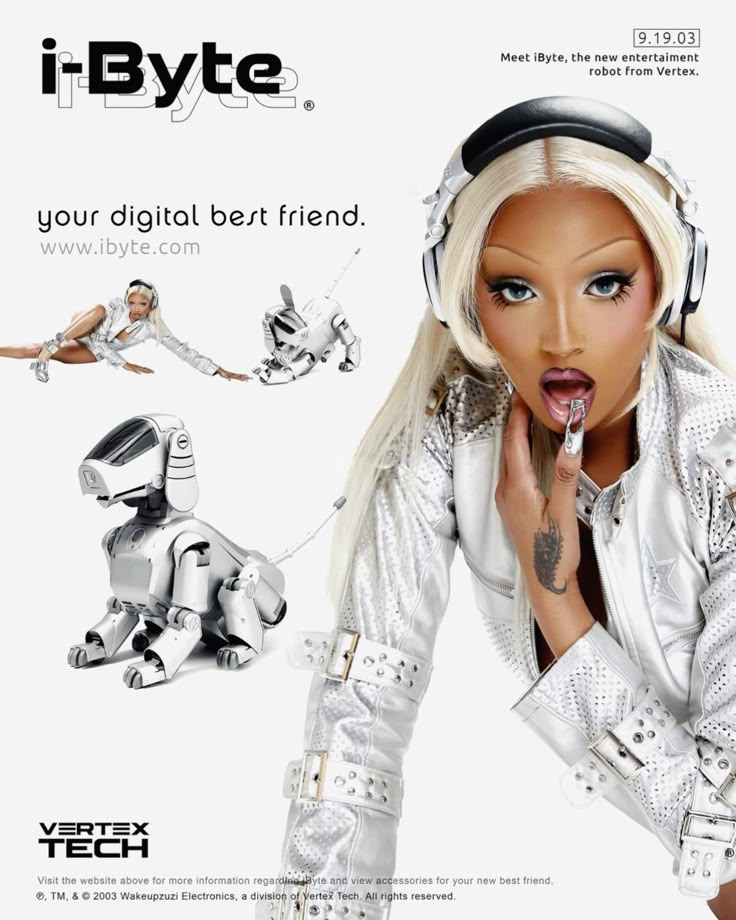 i-Byte
i-Byte ®
9.19.03
Meet iByte, the new entertaiment
robot from Vertex.
your digital best friend.
www.ibyte.com
VERTEX
TECH
®
Visit the website above for more information regarding iByte and view accessories for your new best friend.
℗, TM, & © 2003 Wakeupzuzi Electronics, a division of Vertex Tech. All rights reserved.